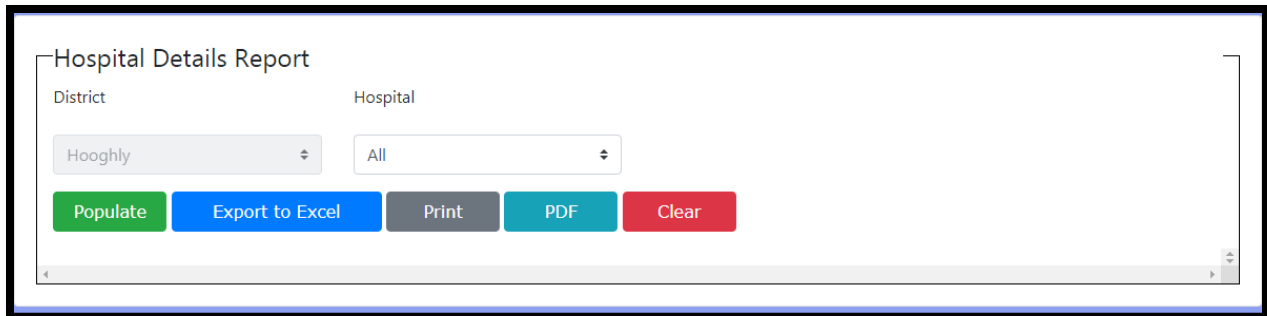 Hospital Details Report
District Hospital
Hooghly All
Populate Export to Excel Print PDF Clear